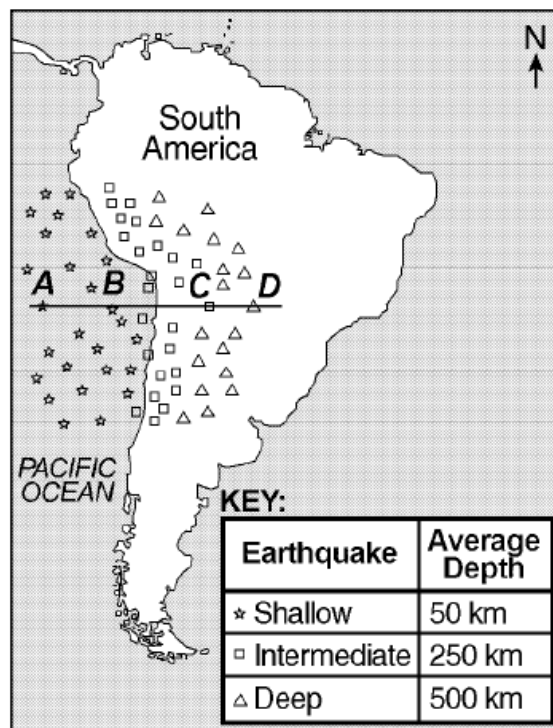 N
South
America
A B C D
PACIFIC
OCEAN
KEY:
Earthquake Average Depth
Shallow 50 km
Intermediate 250 km
Deep 500 km